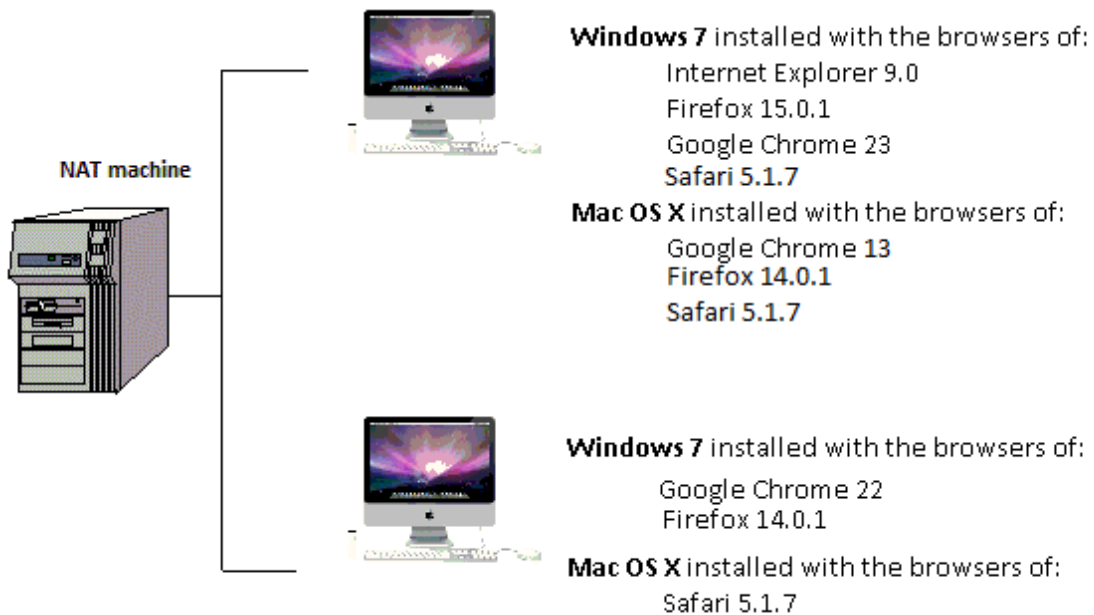 NAT machine
Windows 7 installed with the browsers of:
Internet Explorer 9.0
Firefox 15.0.1
Google Chrome 23
Safari 5.1.7
Mac OS X installed with the browsers of:
Google Chrome 13
Firefox 14.0.1
Safari 5.1.7
Windows 7 installed with the browsers of:
Google Chrome 22
Firefox 14.0.1
Mac OS X installed with the browsers of:
Safari 5.1.7